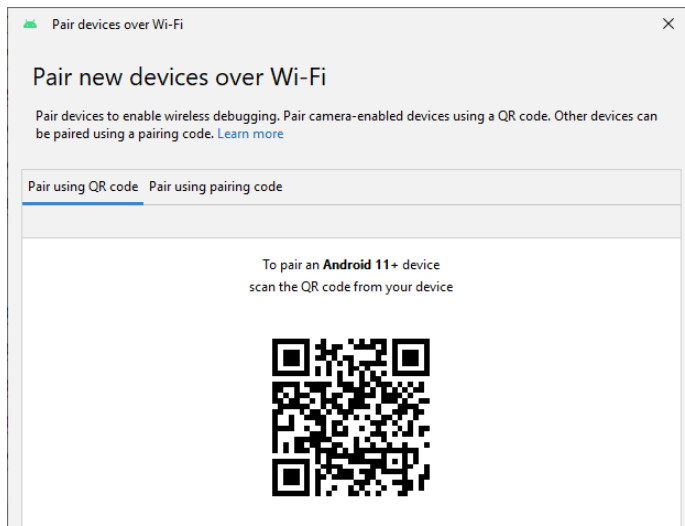 Pair devices over Wi-Fi
Pair new devices over Wi-Fi
Pair devices to enable wireless debugging. Pair camera-enabled devices using a QR code. Other devices can
be paired using a pairing code. Learn more
Pair using QR code Pair using pairing code
To pair an Android 11+ device
scan the QR code from your device